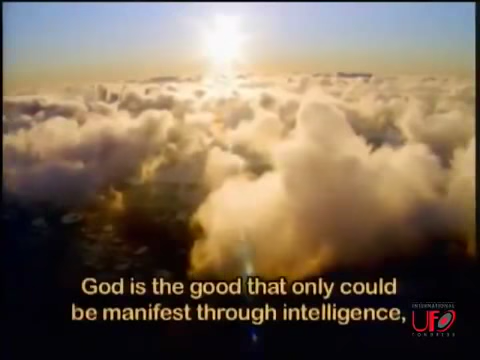 God is the good that only could
be manifest through intelligence,
INTERNATIONAL
UFO
CONGRESS